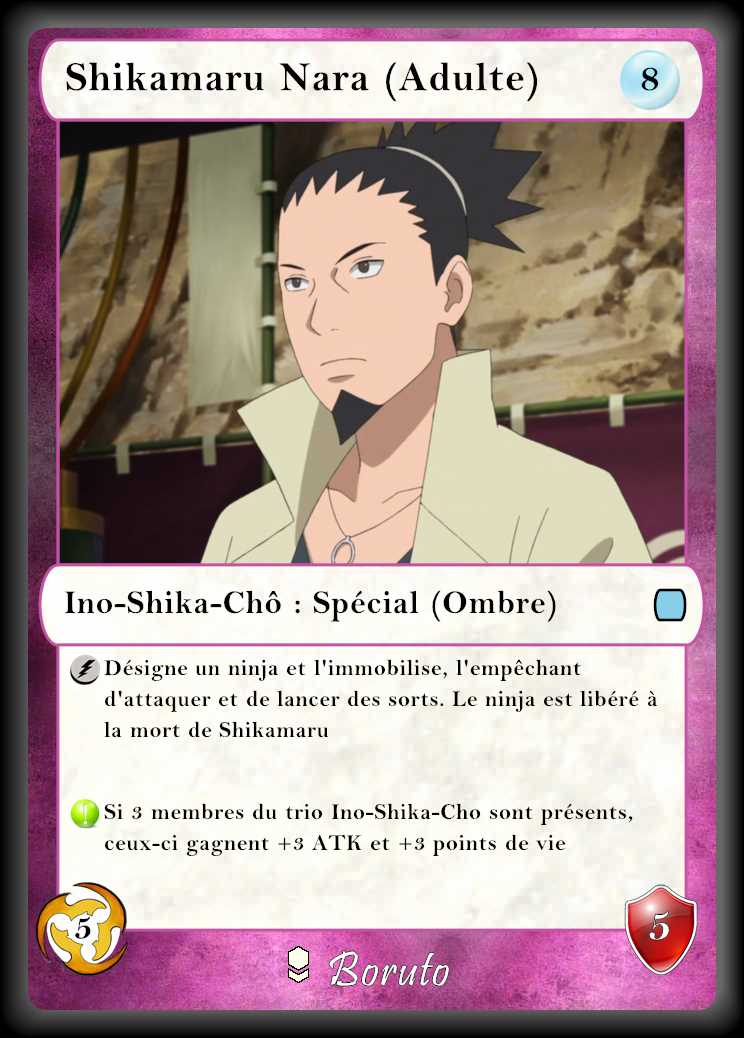 Shikamaru Nara (Adulte)
8
Ino-Shika-Chô : Spécial (Ombre)
Désigne un ninja et l'immobilise, l'empêchant
d'attaquer et de lancer des sorts. Le ninja est libéré à
la mort de Shikamaru
Si 3 membres du trio Ino-Shika-Cho sont présents,
ceux-ci gagnent +3 ATK et +3 points de vie
5
5
Boruto